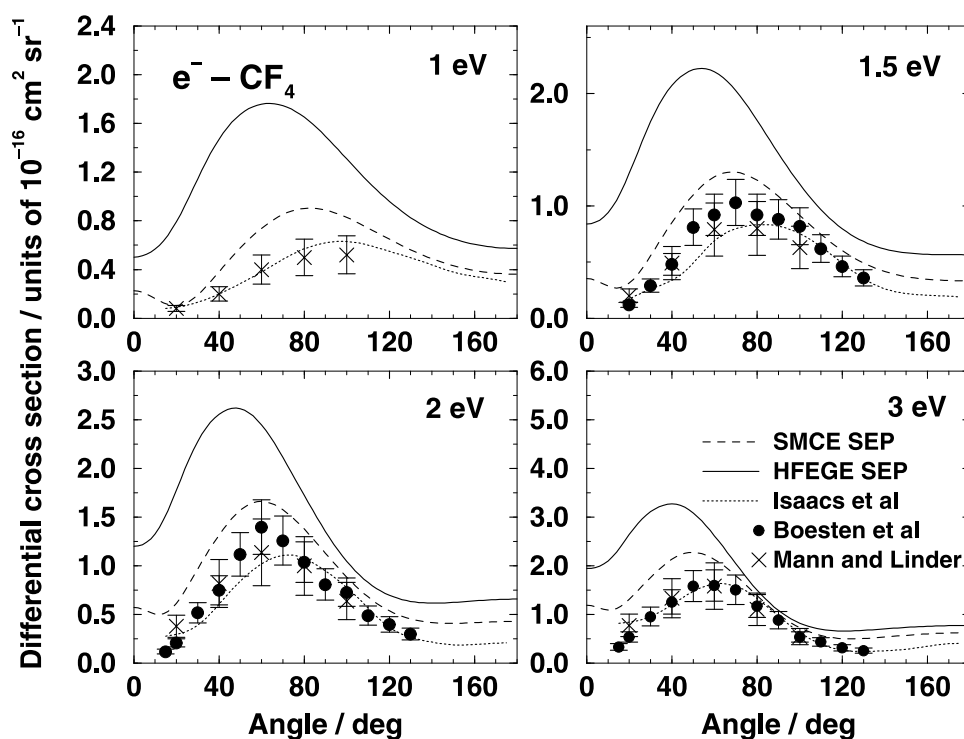 Differential cross section / units of 10⁻¹⁶ cm² sr⁻¹
2.4
2.0
1.6
1.2
0.8
0.4
0.0
e⁻ – CF₄
1 eV
0 40 80 120 160
2.0
1.0
0.0
1.5 eV
0 40 80 120 160
3.0
2.5
2.0
1.5
1.0
0.5
0.0
2 eV
0 40 80 120 160
Angle / deg
6.0
5.0
4.0
3.0
2.0
1.0
0.0
3 eV
SMCE SEP
HFEGE SEP
Isaacs et al
Boesten et al
Mann and Linder
0 40 80 120 160
Angle / deg